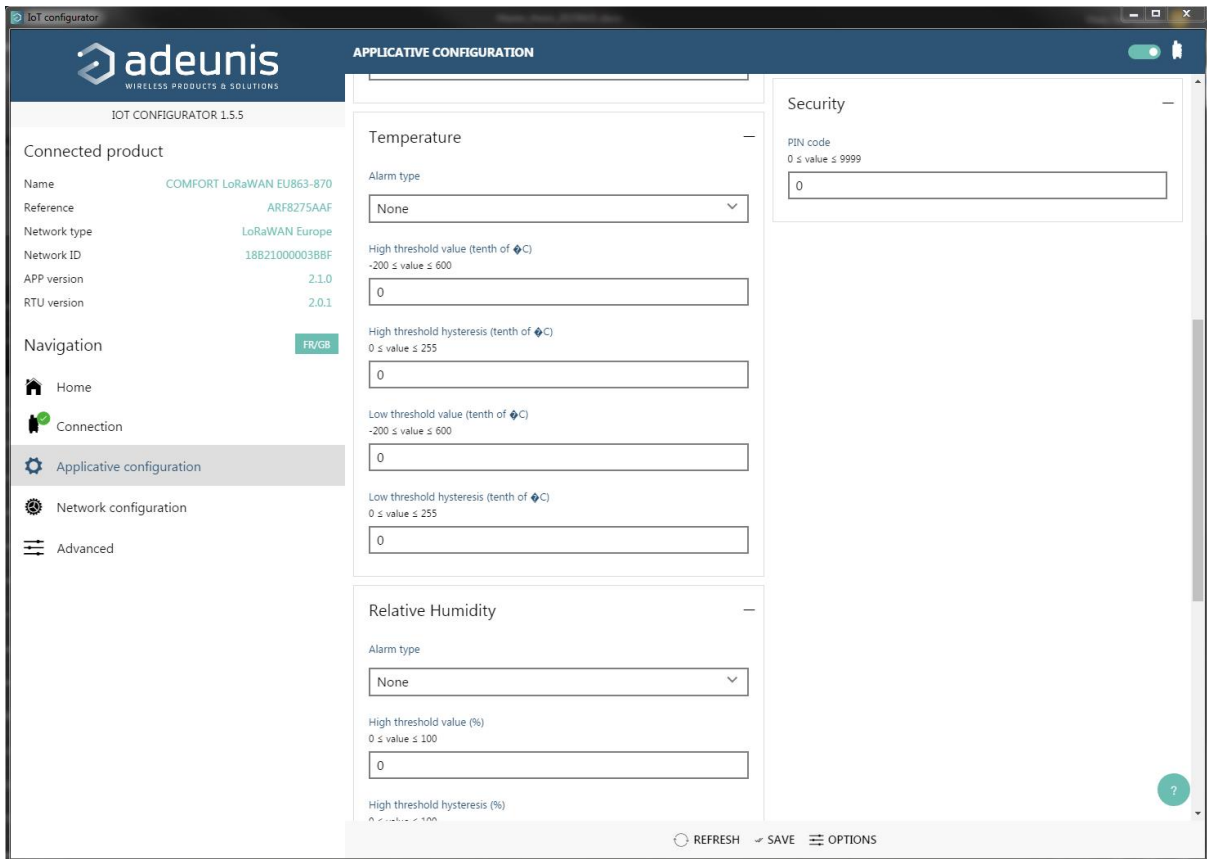 IoT configurator
adeunis
WIRELESS PRODUCTS & SOLUTIONS
IOT CONFIGURATOR 1.5.5
Connected product
Name COMFORT LoRaWAN EU863-870
Reference ARF8275AAF
Network type LoRaWAN Europe
Network ID 18B21000003BBF
APP version 2.1.0
RTU version 2.0.1
Navigation FR/GB
Home
Connection
Applicative configuration
Network configuration
Advanced
APPLICATIVE CONFIGURATION
Temperature
Alarm type
None
High threshold value (tenth of �C)
-200 ≤ value ≤ 600
0
High threshold hysteresis (tenth of �C)
0 ≤ value ≤ 255
0
Low threshold value (tenth of �C)
-200 ≤ value ≤ 600
0
Low threshold hysteresis (tenth of �C)
0 ≤ value ≤ 255
0
Relative Humidity
Alarm type
None
High threshold value (%)
0 ≤ value ≤ 100
0
High threshold hysteresis (%)
0 ≤ value ≤ 100
Security
PIN code
0 ≤ value ≤ 9999
0
?
REFRESH SAVE OPTIONS